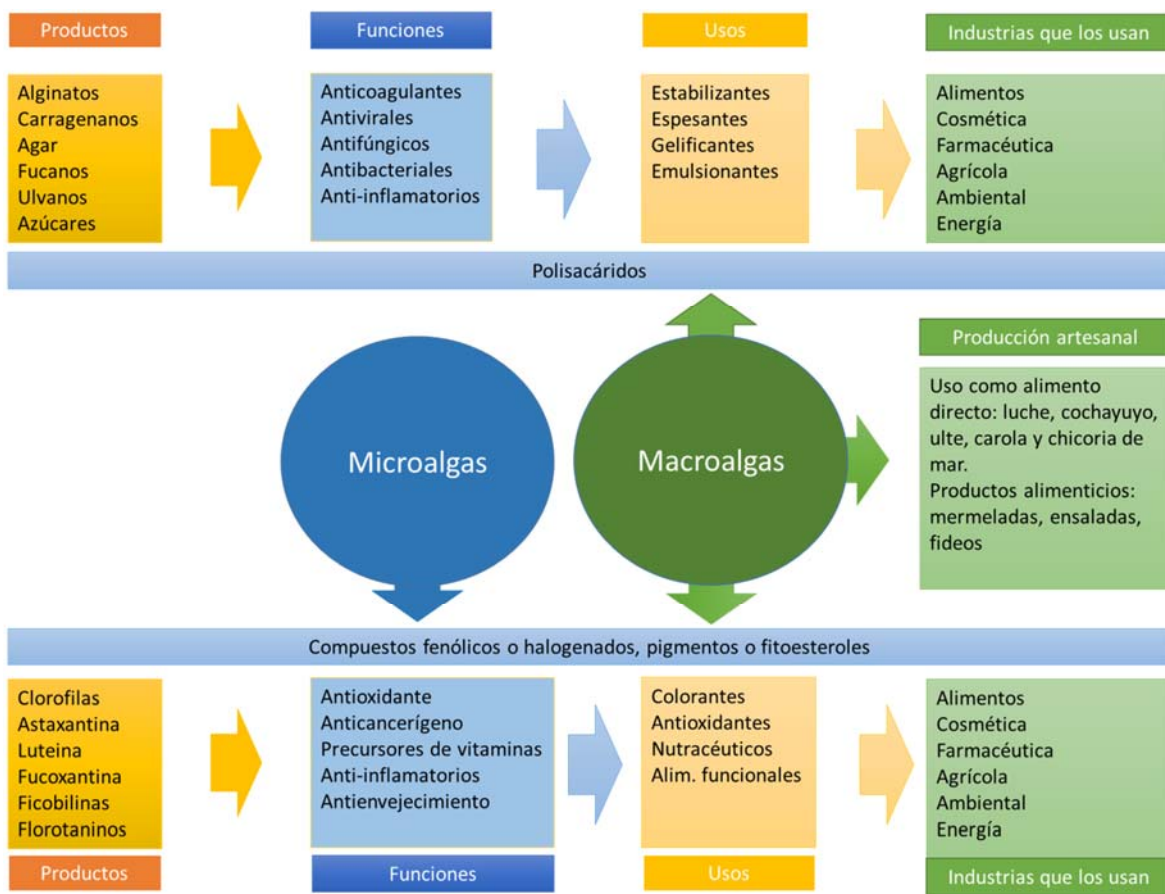 Productos
Funciones
Usos
Industrias que los usan
Alginatos
Carragenanos
Agar
Fucanos
Ulvanos
Azúcares
Anticoagulantes
Antivirales
Antifúngicos
Antibacteriales
Anti-inflamatorios
Estabilizantes
Espesantes
Gelificantes
Emulsionantes
Alimentos
Cosmética
Farmacéutica
Agrícola
Ambiental
Energía
Polisacáridos
Microalgas
Macroalgas
Producción artesanal
Uso como alimento
directo: luche, cochayuyo,
ulte, carola y chicoria de
mar.
Productos alimenticios:
mermeladas, ensaladas,
fideos
Compuestos fenólicos o halogenados, pigmentos o fitoesteroles
Clorofilas
Astaxantina
Luteina
Fucoxantina
Ficobilinas
Florotaninos
Antioxidante
Anticancerígeno
Precursores de vitaminas
Anti-inflamatorios
Antienvejecimiento
Colorantes
Antioxidantes
Nutracéuticos
Alim. funcionales
Alimentos
Cosmética
Farmacéutica
Agrícola
Ambiental
Energía
Productos
Funciones
Usos
Industrias que los usan